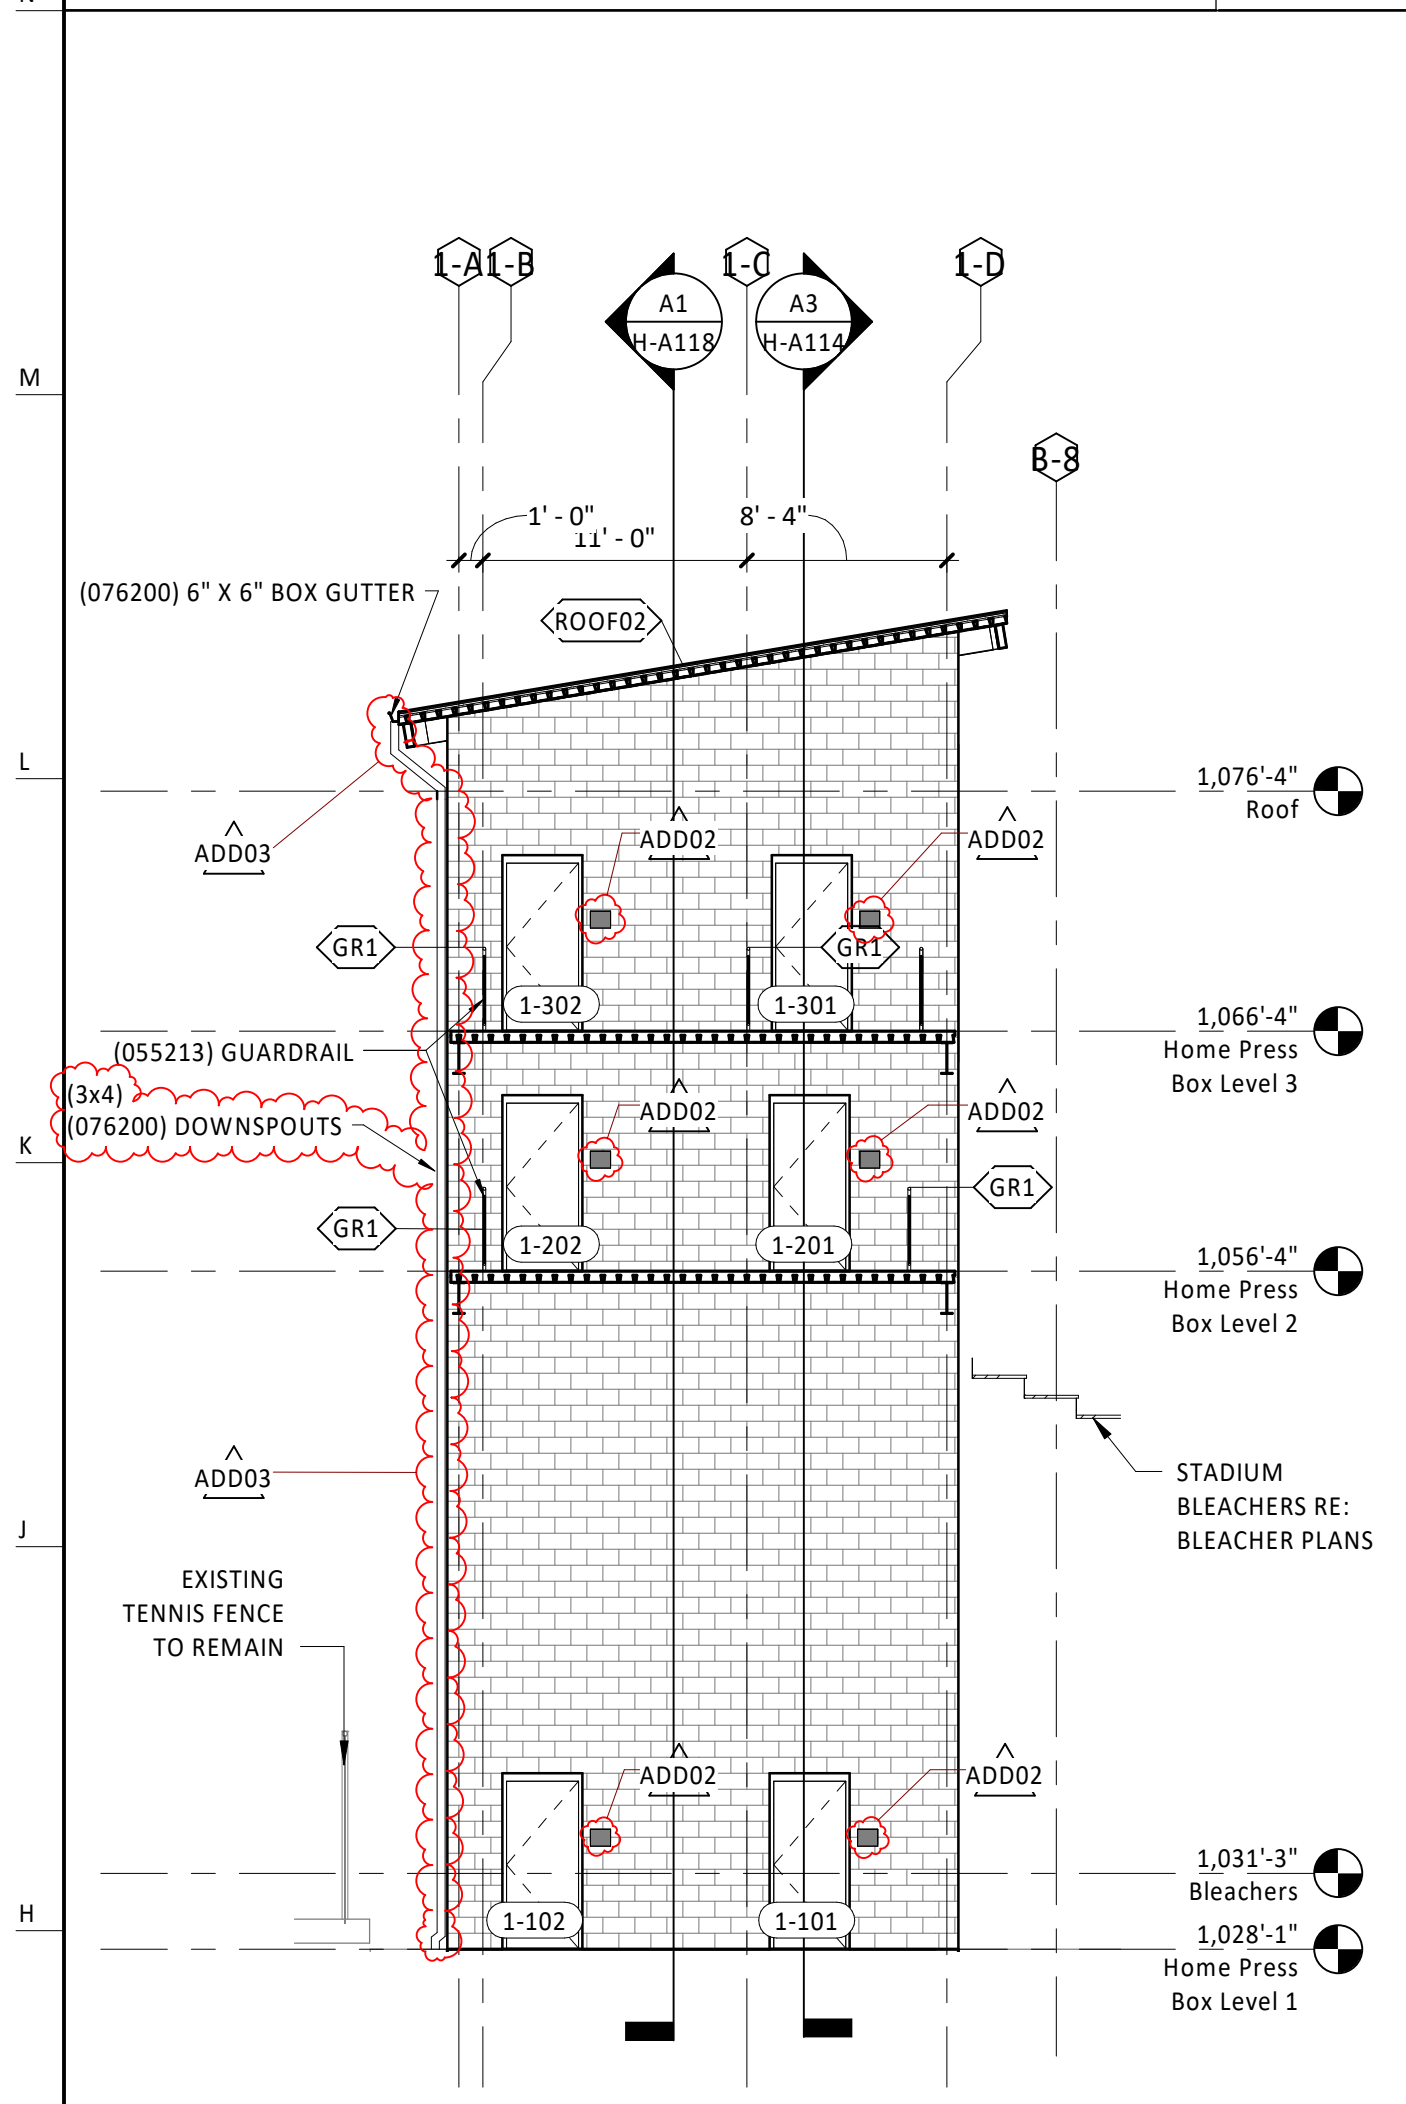 1-A
1-B
1-C
1-D
A1
H-A118
A3
H-A114
M
B-8
1' - 0"
11' - 0"
8' - 4"
(076200) 6" X 6" BOX GUTTER
ROOF02
L
1,076'-4"
Roof
ADD03
ADD02
ADD02
GR1
GR1
1-302
1-301
1,066'-4"
Home Press
Box Level 3
(055213) GUARDRAIL
(3x4)
(076200) DOWNSPOUTS
ADD02
ADD02
K
GR1
GR1
1-202
1-201
1,056'-4"
Home Press
Box Level 2
ADD03
STADIUM
BLEACHERS RE:
BLEACHER PLANS
J
EXISTING
TENNIS FENCE
TO REMAIN
ADD02
ADD02
1,031'-3"
Bleachers
H
1-102
1-101
1,028'-1"
Home Press
Box Level 1